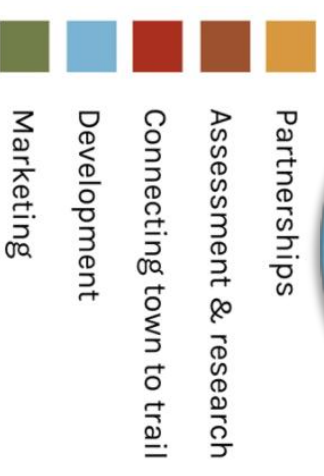 Partnerships
Assessment & research
Connecting town to trail
Development
Marketing